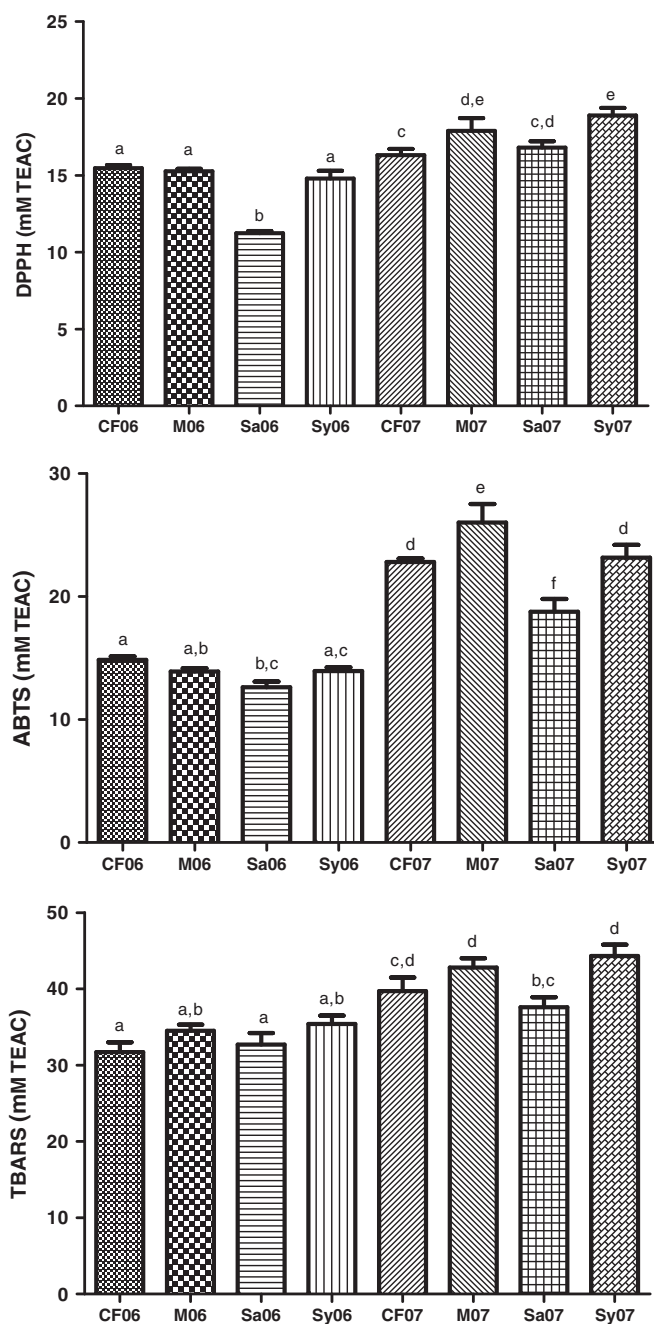 25
20
15
10
5
0
DPPH (mM TEAC)
a
a
b
a
c
d,e
c,d
e
CF06 M06 Sa06 Sy06 CF07 M07 Sa07 Sy07
30
20
10
0
ABTS (mM TEAC)
a
a,b
b,c
a,c
d
e
f
d
CF06 M06 Sa06 Sy06 CF07 M07 Sa07 Sy07
50
40
30
20
10
0
TBARS (mM TEAC)
a
a,b
a
a,b
c,d
d
b,c
d
CF06 M06 Sa06 Sy06 CF07 M07 Sa07 Sy07